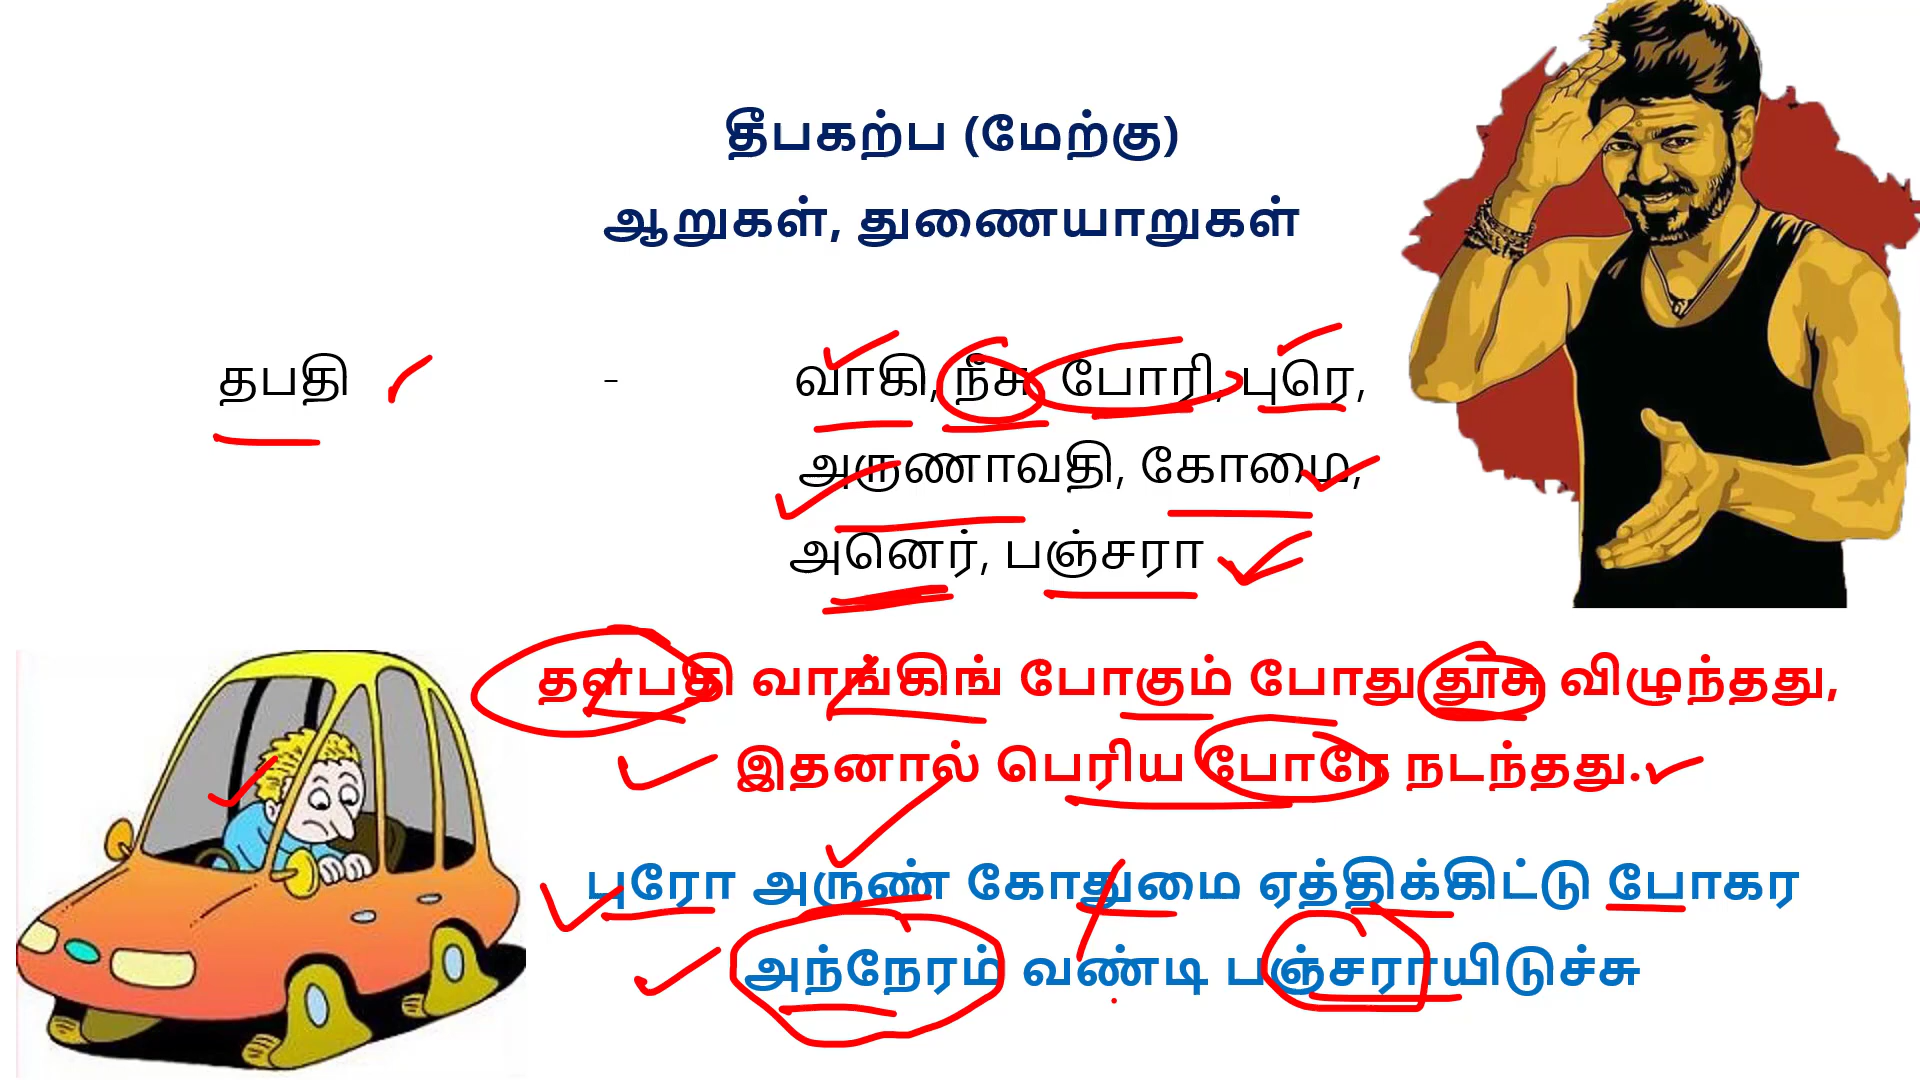 தீபகற்ப (மேற்கு)
ஆறுகள், துணையாறுகள்
தபதி - வாகி, நீசு, போரி, புரெ,
அருணாவதி, கோமை,
அனெர், பஞ்சரா
தளபதி வாங்கிங் போகும் போது தூசு விழுந்தது,
இதனால் பெரிய போரே நடந்தது.
புரோ அருண் கோதுமை ஏத்திக்கிட்டு போகர
அந்நேரம் வண்டி பஞ்சராயிடுச்சு